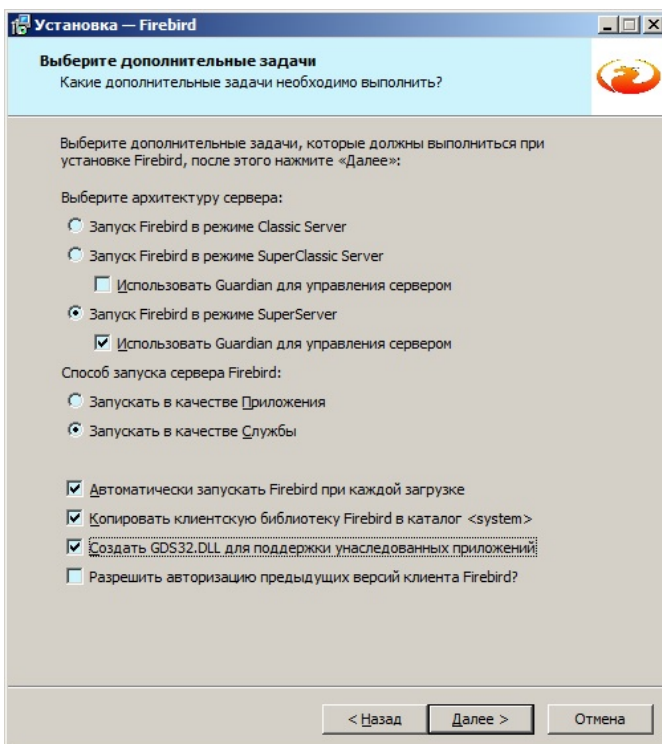 Установка — Firebird
Выберите дополнительные задачи
Какие дополнительные задачи необходимо выполнить?
Выберите дополнительные задачи, которые должны выполниться при
установке Firebird, после этого нажмите «Далее»:
Выберите архитектуру сервера:
Запуск Firebird в режиме Classic Server
Запуск Firebird в режиме SuperClassic Server
Использовать Guardian для управления сервером
Запуск Firebird в режиме SuperServer
Использовать Guardian для управления сервером
Способ запуска сервера Firebird:
Запускать в качестве Приложения
Запускать в качестве Службы
Автоматически запускать Firebird при каждой загрузке
Копировать клиентскую библиотеку Firebird в каталог <system>
Создать GDS32.DLL для поддержки унаследованных приложений
Разрешить авторизацию предыдущих версий клиента Firebird?
< Назад
Далее >
Отмена